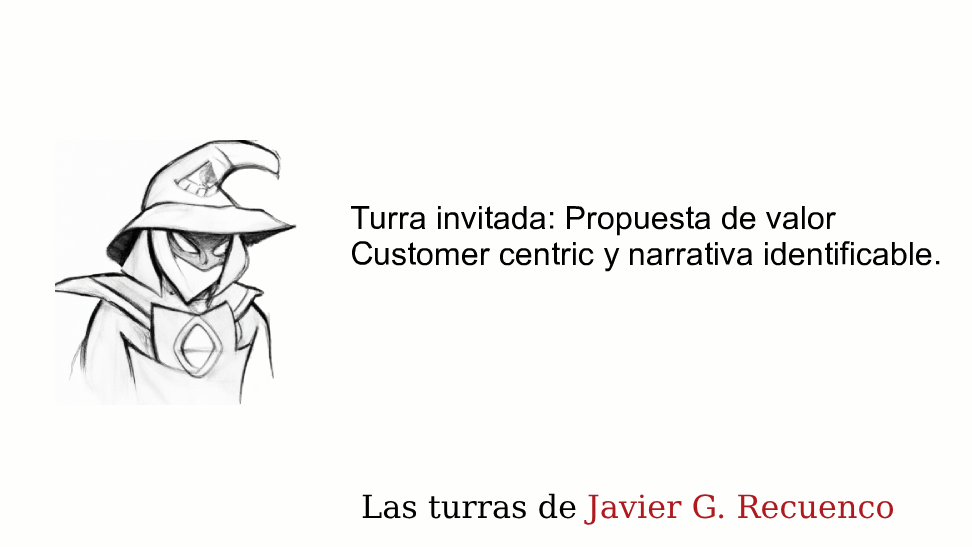 Turra invitada: Propuesta de valor
Customer centric y narrativa identificable.
Las turras de Javier G. Recuenco